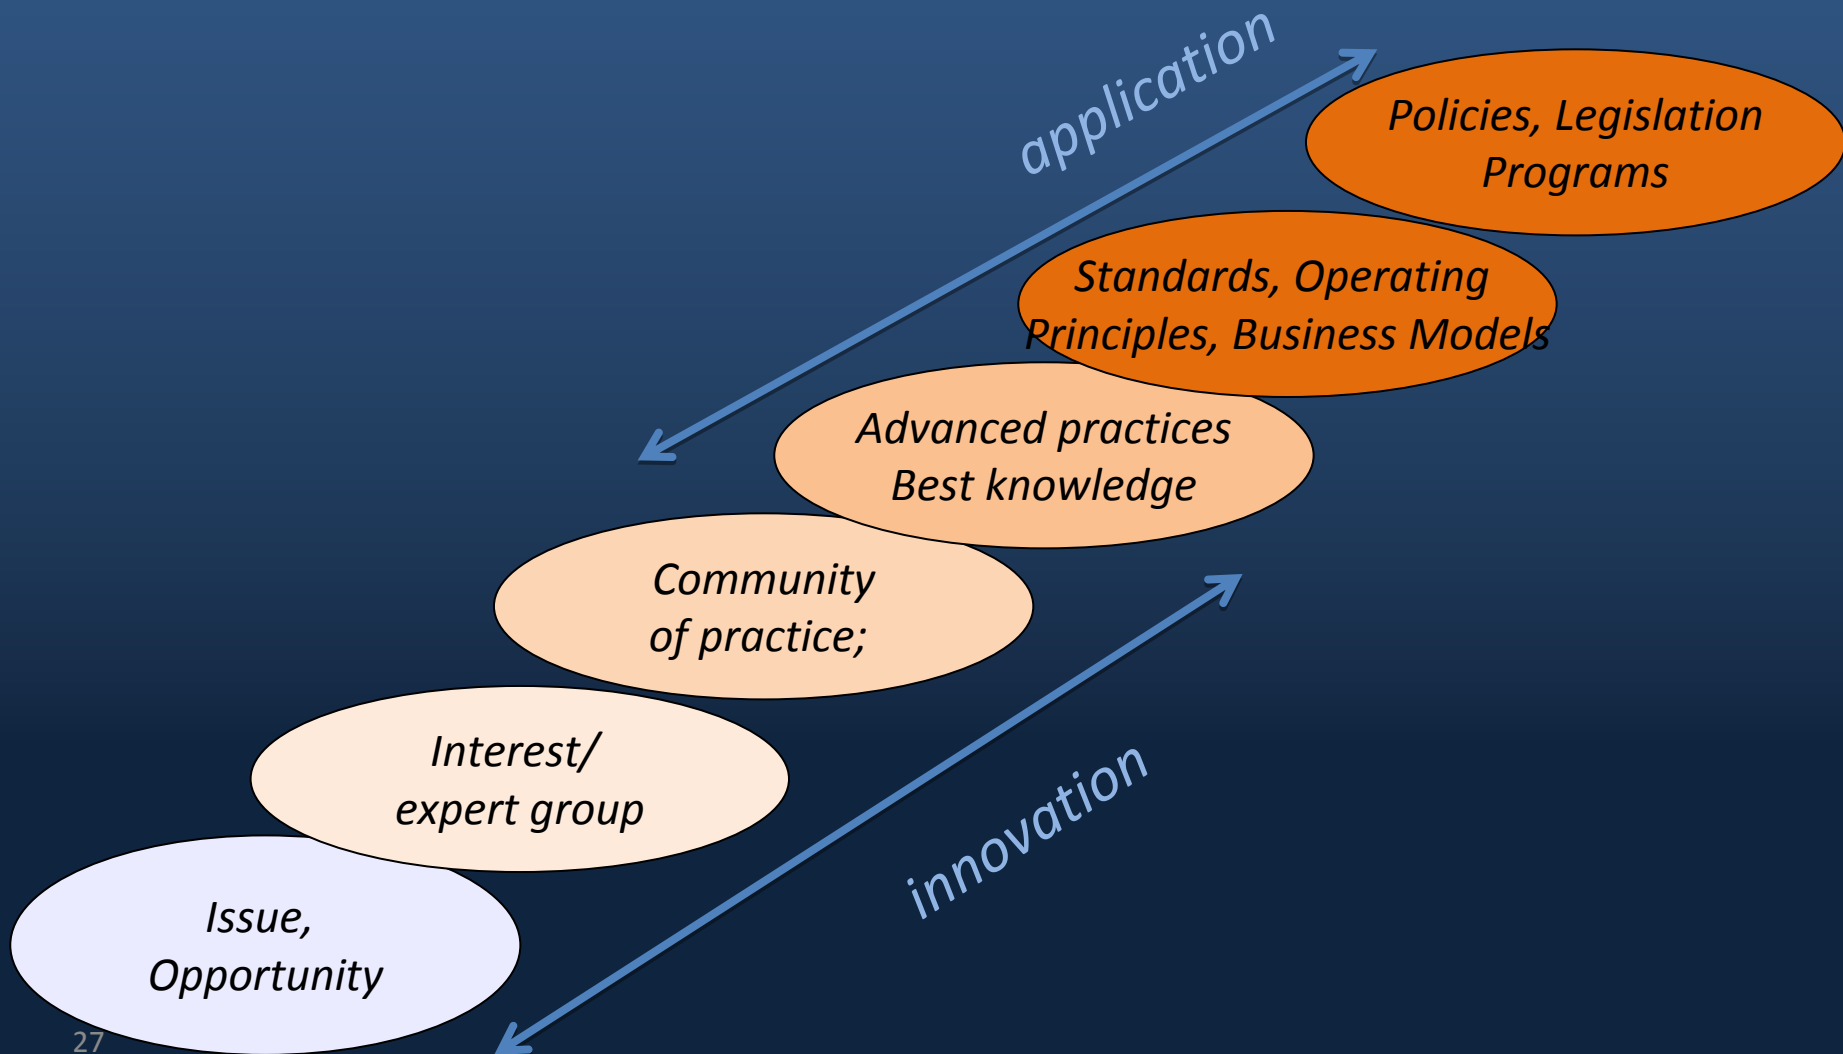 application
Policies, Legislation
Programs
Standards, Operating
Principles, Business Models
Advanced practices
Best knowledge
Community
of practice;
Interest/
expert group
innovation
Issue,
Opportunity
27